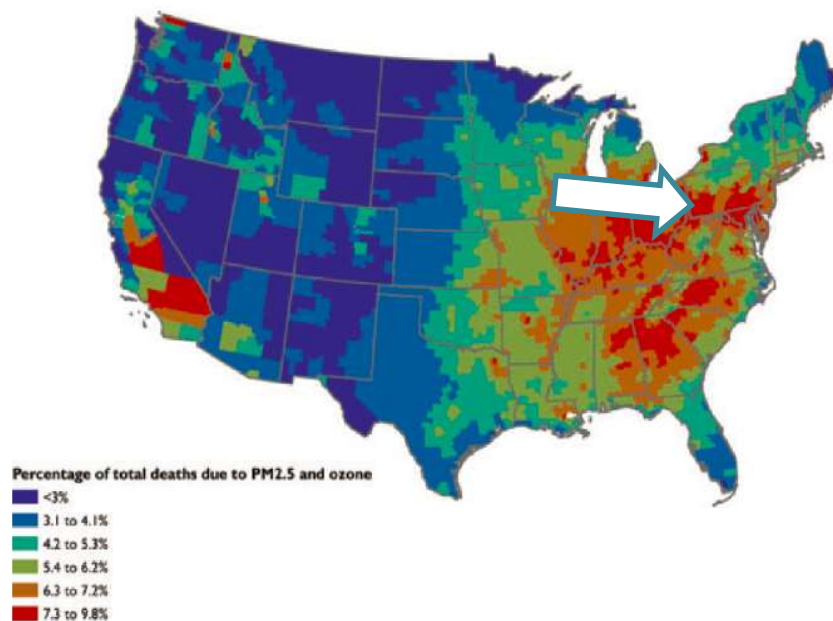 Percentage of total deaths due to PM2.5 and ozone
<3%
3.1 to 4.1%
4.2 to 5.3%
5.4 to 6.2%
6.3 to 7.2%
7.3 to 9.8%